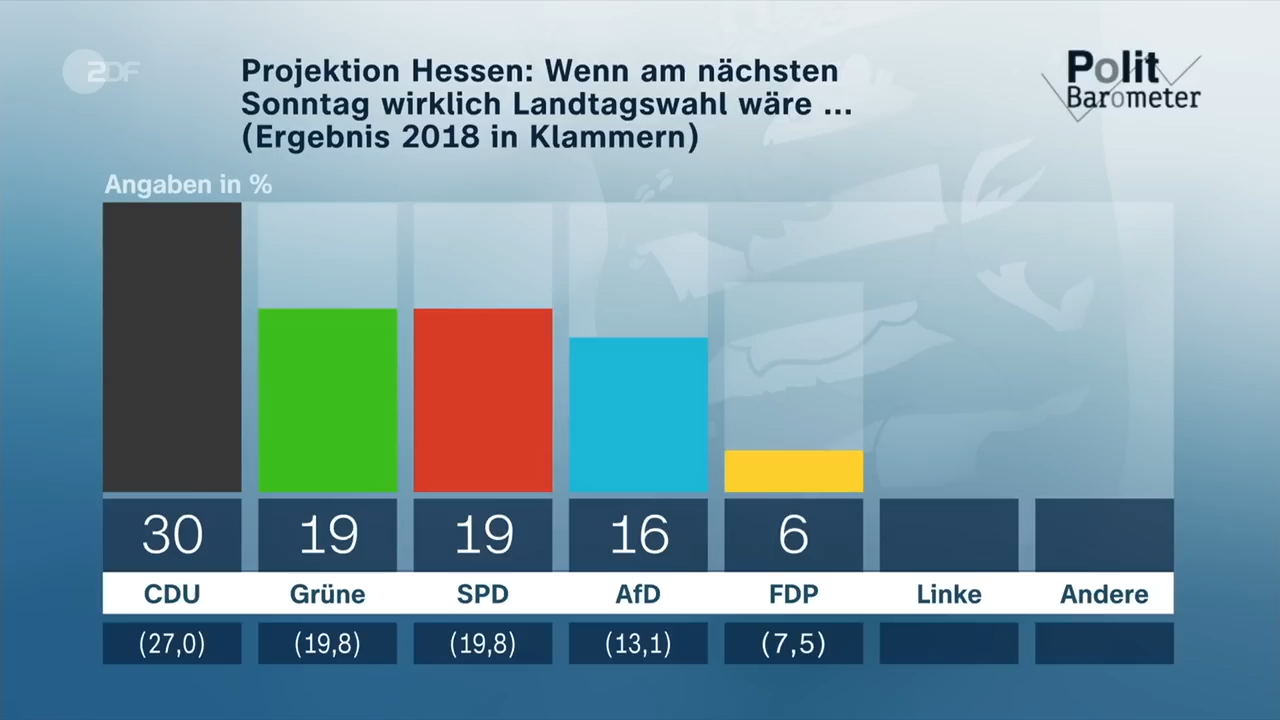 ZDF
Projektion Hessen: Wenn am nächsten
Sonntag wirklich Landtagswahl wäre ...
(Ergebnis 2018 in Klammern)
Polit
Barometer
Angaben in %
30 19 19 16 6
CDU Grüne SPD AfD FDP Linke Andere
(27,0) (19,8) (19,8) (13,1) (7,5)